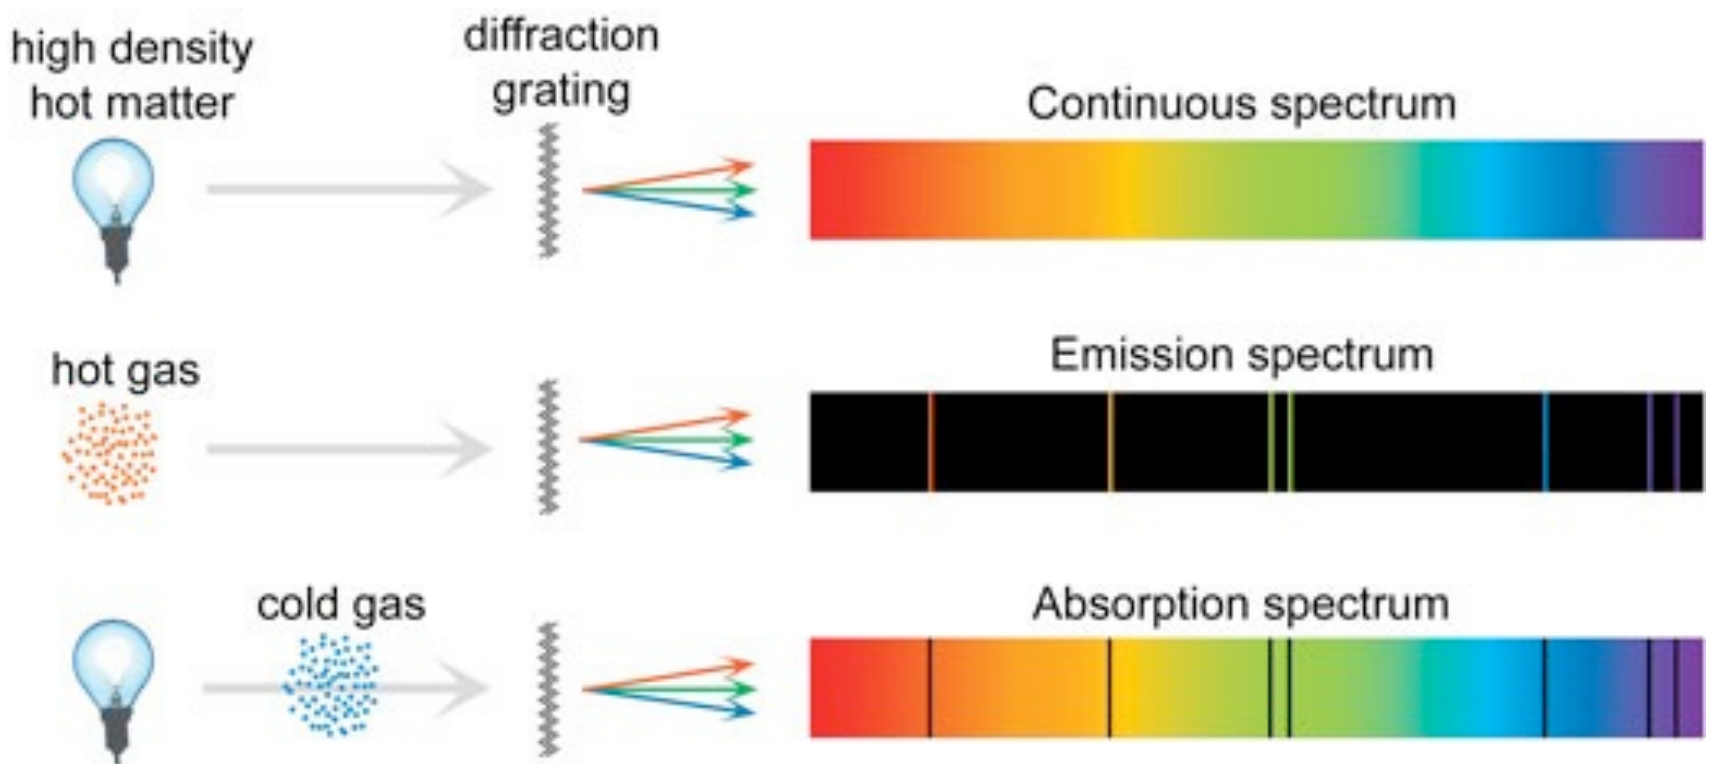 high density
hot matter
diffraction
grating
Continuous spectrum
hot gas
Emission spectrum
cold gas
Absorption spectrum